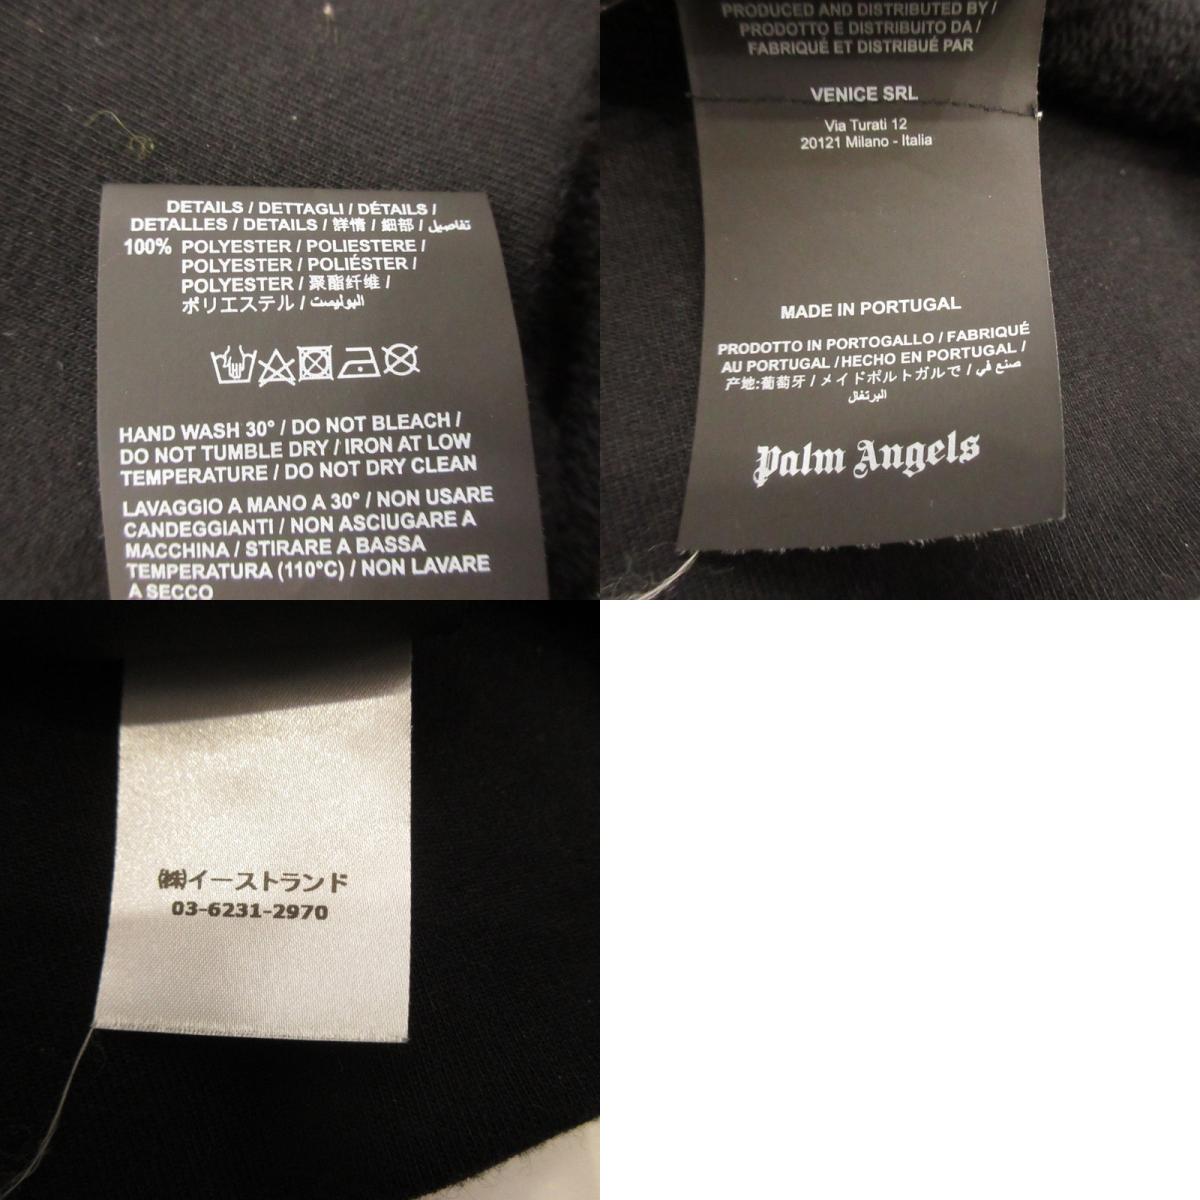 DETAILS / DETTAGLI / DÉTAILS /
DETALLES / DETAILS / 詳情 / 細部 / تفاصيل
100% POLYESTER / POLIESTERE /
POLYESTER / POLIÉSTER /
POLYESTER / 聚酯纤维 /
ポリエステル / البوليست
HAND WASH 30° / DO NOT BLEACH /
DO NOT TUMBLE DRY / IRON AT LOW
TEMPERATURE / DO NOT DRY CLEAN
LAVAGGIO A MANO A 30° / NON USARE
CANDEGGIANTI / NON ASCIUGARE A
MACCHINA / STIRARE A BASSA
TEMPERATURA (110°C) / NON LAVARE
A SECCO
PRODUCED AND DISTRIBUTED BY /
PRODOTTO E DISTRIBUITO DA /
FABRIQUÉ ET DISTRIBUÉ PAR
VENICE SRL
Via Turati 12
20121 Milano - Italia
MADE IN PORTUGAL
PRODOTTO IN PORTOGALLO / FABRIQUÉ
AU PORTUGAL / HECHO EN PORTUGAL /
产地:葡萄牙 / メイドポルトガルで / صنع في
البرتغال
Palm Angels
㈱イーストランド
03-6231-2970